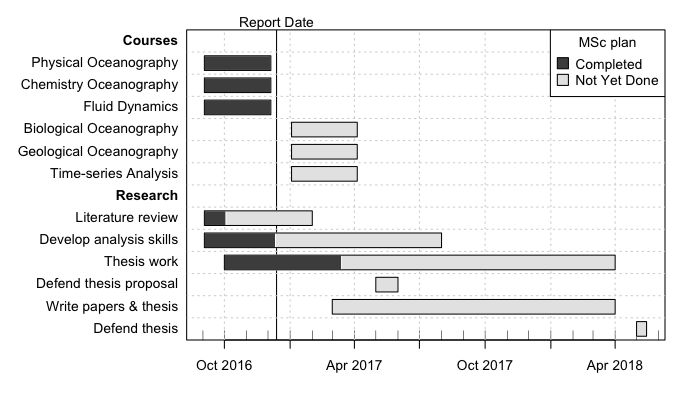 Report Date
Courses
MSc plan
Physical Oceanography
Completed
Chemistry Oceanography
Not Yet Done
Fluid Dynamics
Biological Oceanography
Geological Oceanography
Time-series Analysis
Research
Literature review
Develop analysis skills
Thesis work
Defend thesis proposal
Write papers & thesis
Defend thesis
Oct 2016 Apr 2017 Oct 2017 Apr 2018